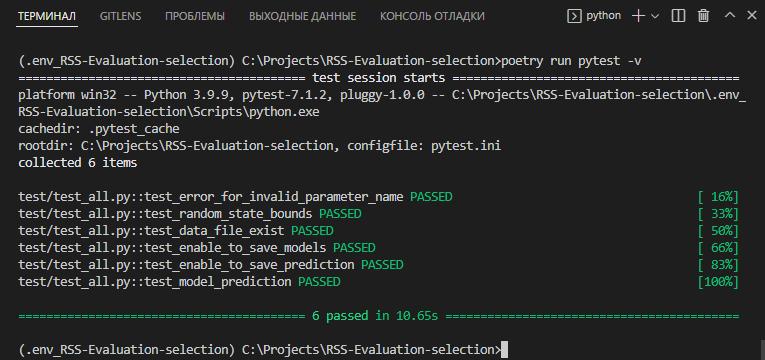 ТЕРМИНАЛ GITLENS ПРОБЛЕМЫ ВЫХОДНЫЕ ДАННЫЕ КОНСОЛЬ ОТЛАДКИ python
(.env_RSS-Evaluation-selection) C:\Projects\RSS-Evaluation-selection>poetry run pytest -v
====================================== test session starts ======================================
platform win32 -- Python 3.9.9, pytest-7.1.2, pluggy-1.0.0 -- C:\Projects\RSS-Evaluation-selection\.env_
RSS-Evaluation-selection\Scripts\python.exe
cachedir: .pytest_cache
rootdir: C:\Projects\RSS-Evaluation-selection, configfile: pytest.ini
collected 6 items
test/test_all.py::test_error_for_invalid_parameter_name PASSED [ 16%]
test/test_all.py::test_random_state_bounds PASSED [ 33%]
test/test_all.py::test_data_file_exist PASSED [ 50%]
test/test_all.py::test_enable_to_save_models PASSED [ 66%]
test/test_all.py::test_enable_to_save_prediction PASSED [ 83%]
test/test_all.py::test_model_prediction PASSED [100%]
====================================== 6 passed in 10.65s =======================================
(.env_RSS-Evaluation-selection) C:\Projects\RSS-Evaluation-selection>